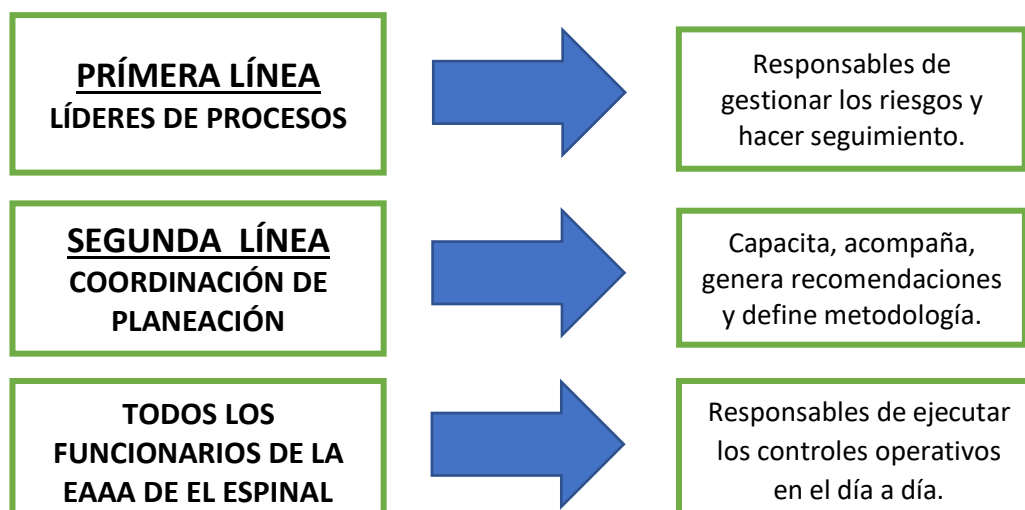 PRÍMERA LÍNEA
LÍDERES DE PROCESOS
Responsables de
gestionar los riesgos y
hacer seguimiento.
SEGUNDA LÍNEA
COORDINACIÓN DE
PLANEACIÓN
Capacita, acompaña,
genera recomendaciones
y define metodología.
TODOS LOS
FUNCIONARIOS DE LA
EAAA DE EL ESPINAL
Responsables de ejecutar
los controles operativos
en el día a día.